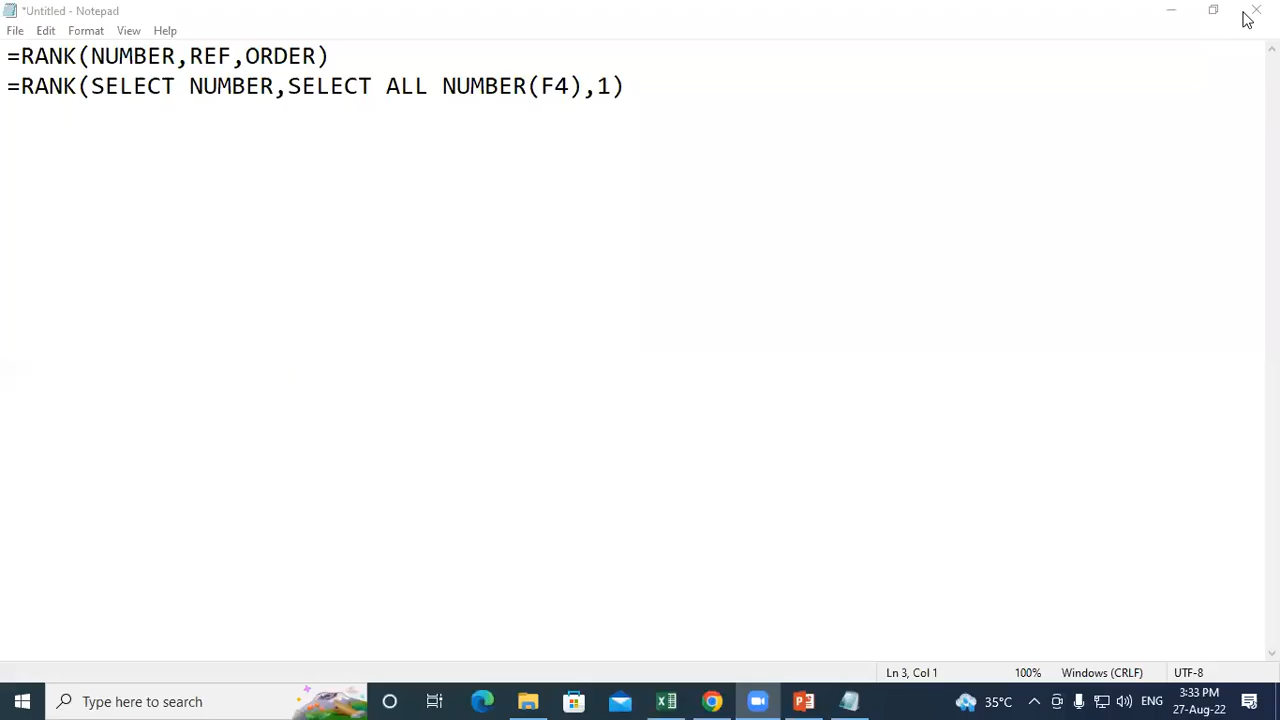 *Untitled - Notepad
File Edit Format View Help
=RANK(NUMBER,REF,ORDER)
=RANK(SELECT NUMBER,SELECT ALL NUMBER(F4),1)
Ln 3, Col 1 100% Windows (CRLF) UTF-8
Type here to search
35°C ENG
3:33 PM
27-Aug-22